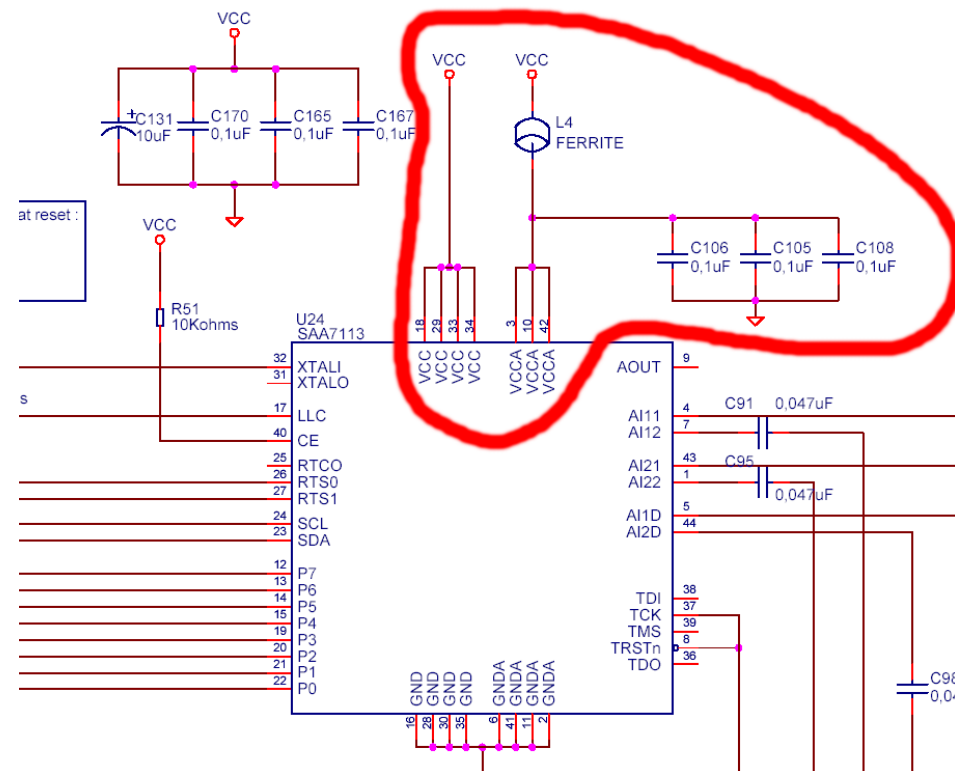 VCC
VCC
VCC
C131
10uF
C170
0,1uF
C165
0,1uF
C167
0,1uF
L4
FERRITE
at reset :
VCC
C106
0,1uF
C105
0,1uF
C108
0,1uF
R51
10Kohms
U24
SAA7113
18
29
33
34
3
10
42
VCC
VCC
VCC
VCC
VCCA
VCCA
VCCA
32 XTALI
31 XTALO
s
17 LLC
40 CE
25 RTCO
26 RTS0
27 RTS1
24 SCL
23 SDA
12 P7
13 P6
14 P5
15 P4
19 P3
20 P2
21 P1
22 P0
AOUT 9
AI11 4
AI12 7
C91 0,047uF
AI21 43
AI22 1
C95
0,047uF
AI1D 5
AI2D 44
TDI 38
TCK 37
TMS 39
TRSTn 8
TDO 36
C98
0,04
GND
GND
GND
GND
GNDA
GNDA
GNDA
GNDA
16
28
30
35
6
41
11
2